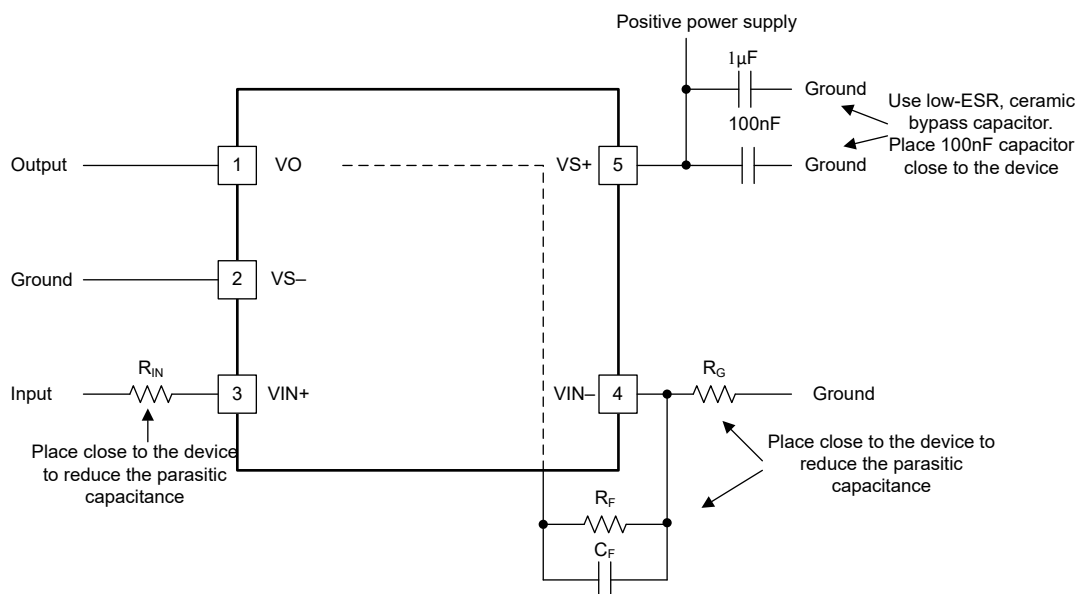 Positive power supply
1µF
Ground
100nF
Use low-ESR, ceramic
bypass capacitor.
Place 100nF capacitor
close to the device
Output
1
VO
VS+
5
Ground
Ground
2
VS–
Input
RIN
3
VIN+
VIN–
4
RG
Ground
Place close to the device
to reduce the parasitic
capacitance
Place close to the device to
reduce the parasitic
capacitance
RF
CF